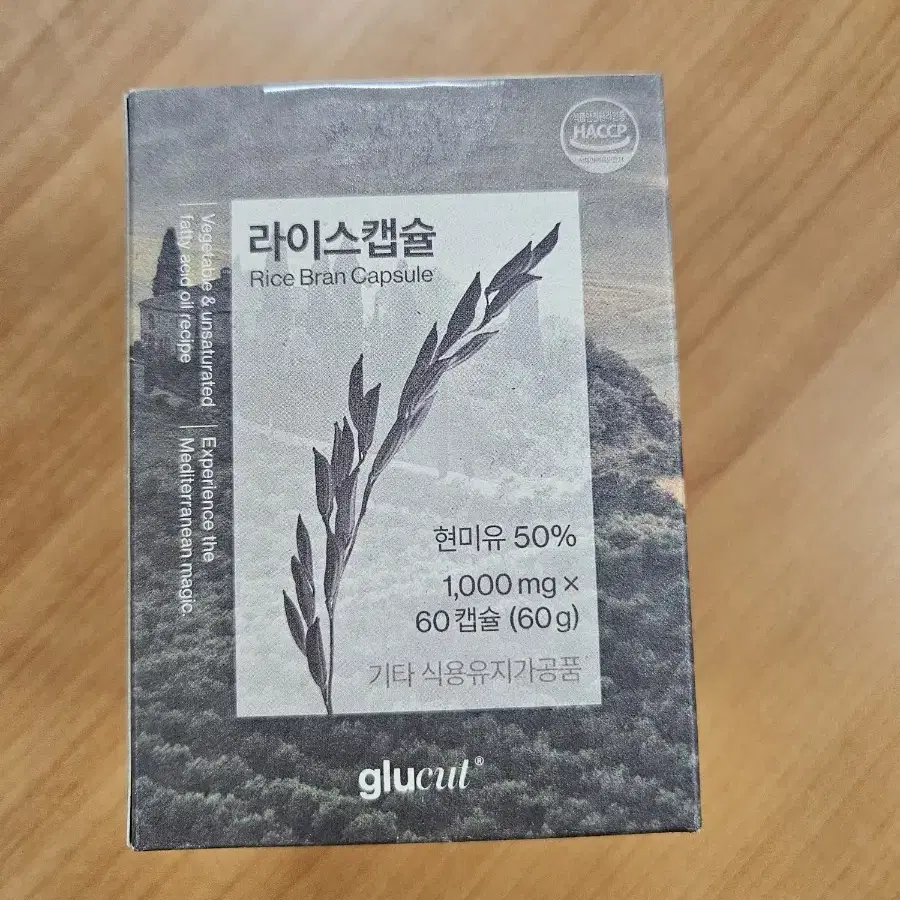 HACCP
라이스캡슐
Rice Bran Capsule
Vegetable & unsaturated
fatty acid oil recipe
Experience the
Mediterranean magic.
현미유 50%
1,000 mg ×
60 캡슐 (60 g)
기타 식용유지가공품
glucut®